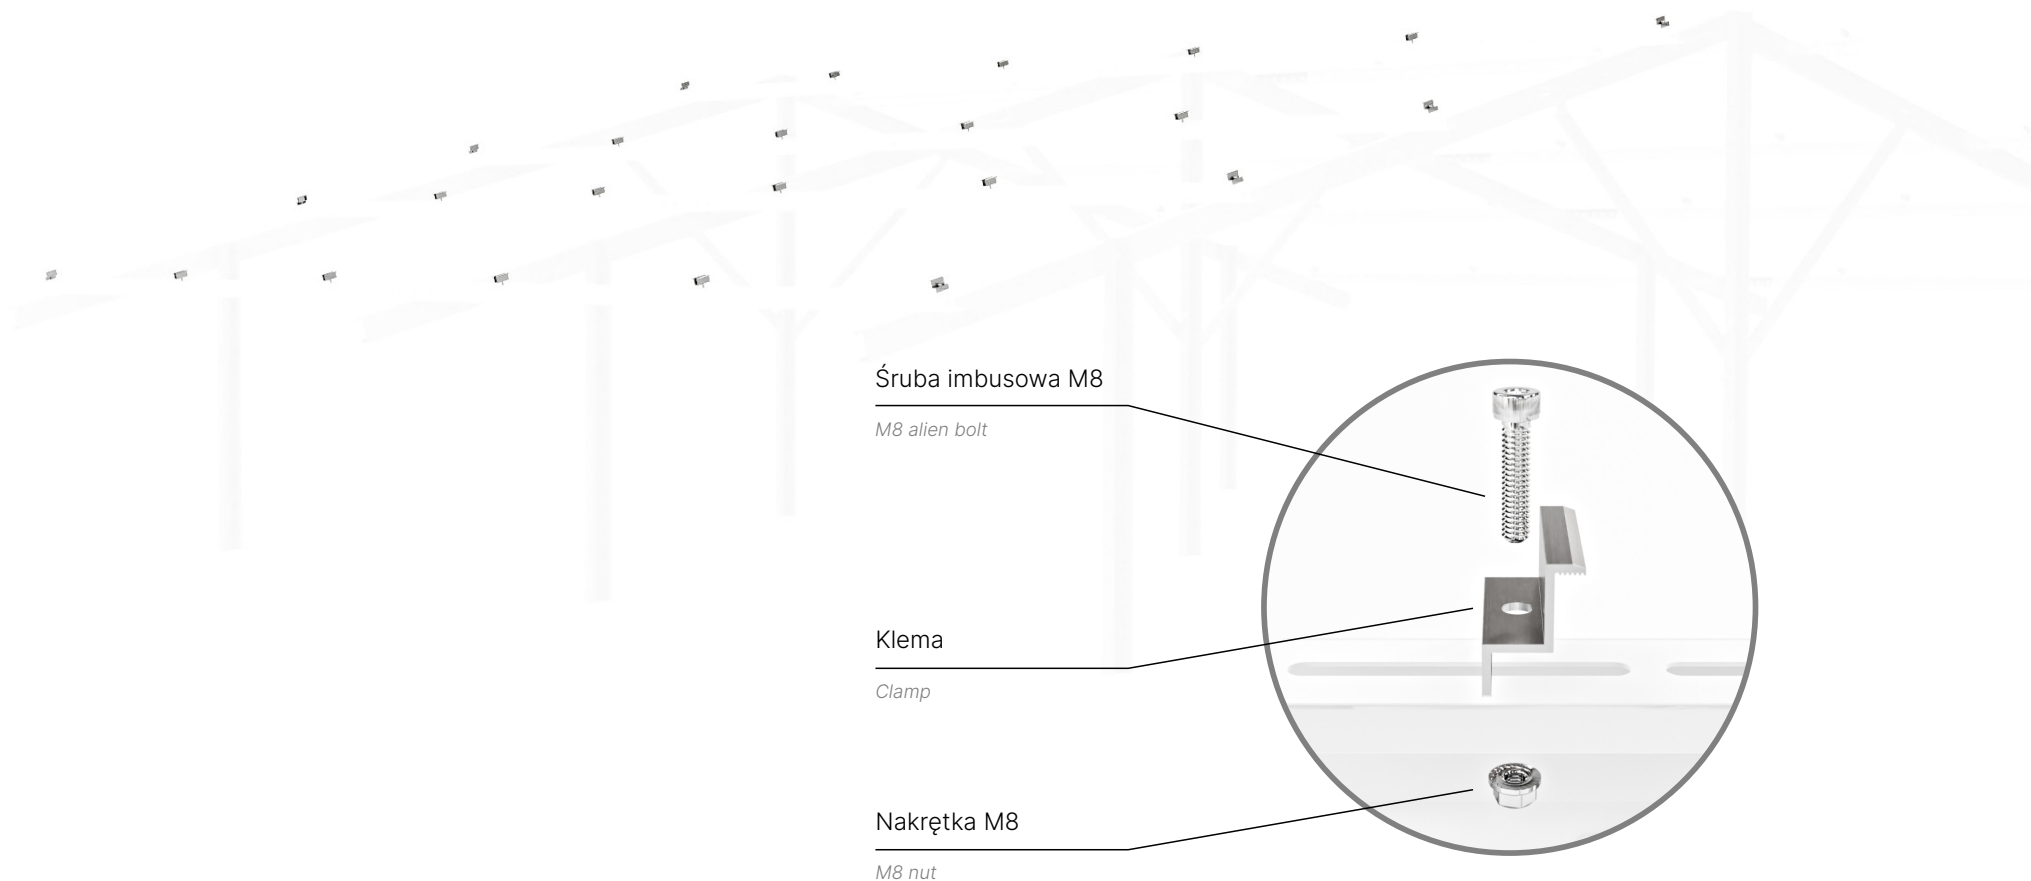 Śruba imbusowa M8
M8 alien bolt
Klema
Clamp
Nakrętka M8
M8 nut